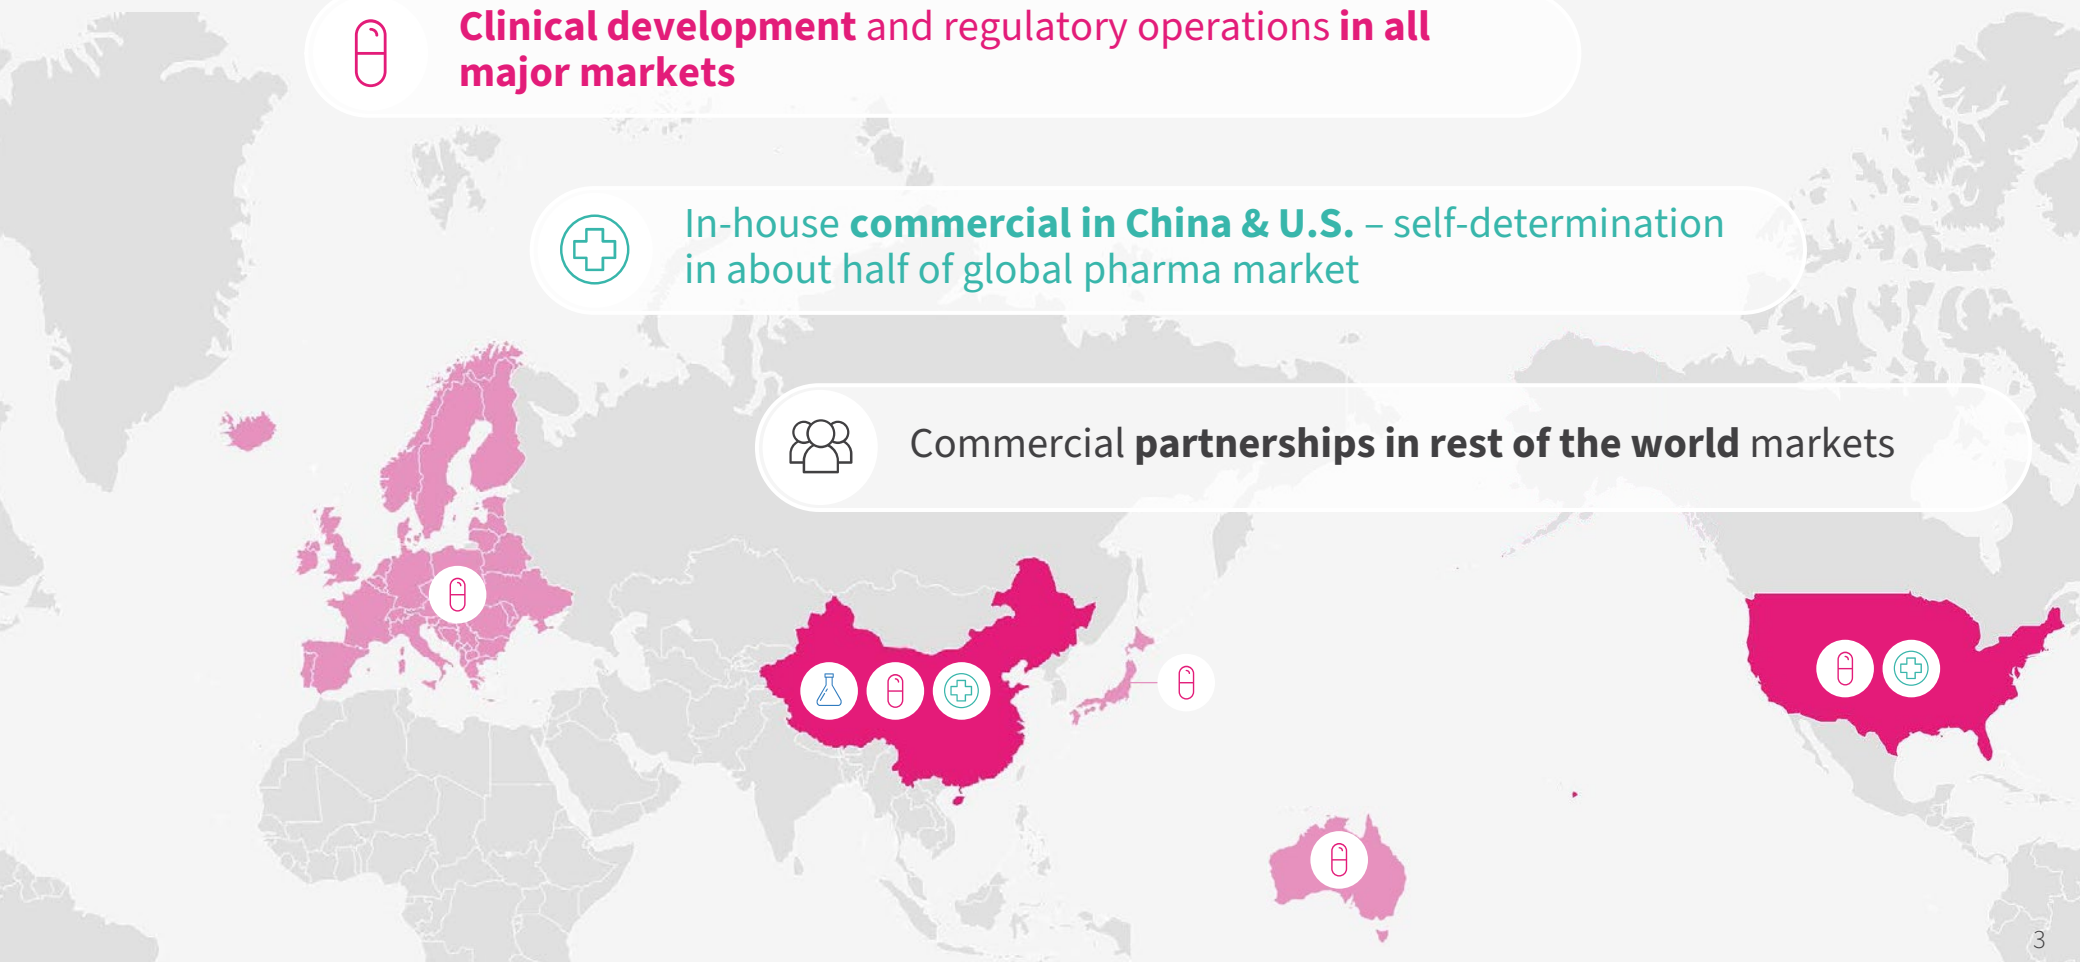 Clinical development and regulatory operations in all
major markets
In-house commercial in China & U.S. – self-determination
in about half of global pharma market
Commercial partnerships in rest of the world markets
3